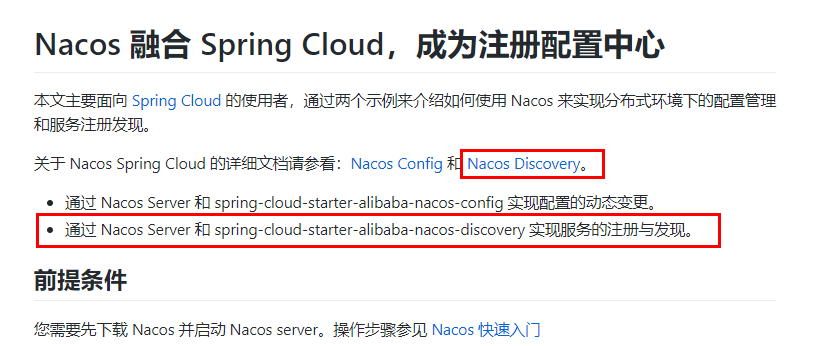 Nacos 融合 Spring Cloud，成为注册配置中心
本文主要面向 Spring Cloud 的使用者，通过两个示例来介绍如何使用 Nacos 来实现分布式环境下的配置管理
和服务注册发现。
关于 Nacos Spring Cloud 的详细文档请参看：Nacos Config 和 Nacos Discovery。
• 通过 Nacos Server 和 spring-cloud-starter-alibaba-nacos-config 实现配置的动态变更。
• 通过 Nacos Server 和 spring-cloud-starter-alibaba-nacos-discovery 实现服务的注册与发现。
前提条件
您需要先下载 Nacos 并启动 Nacos server。操作步骤参见 Nacos 快速入门